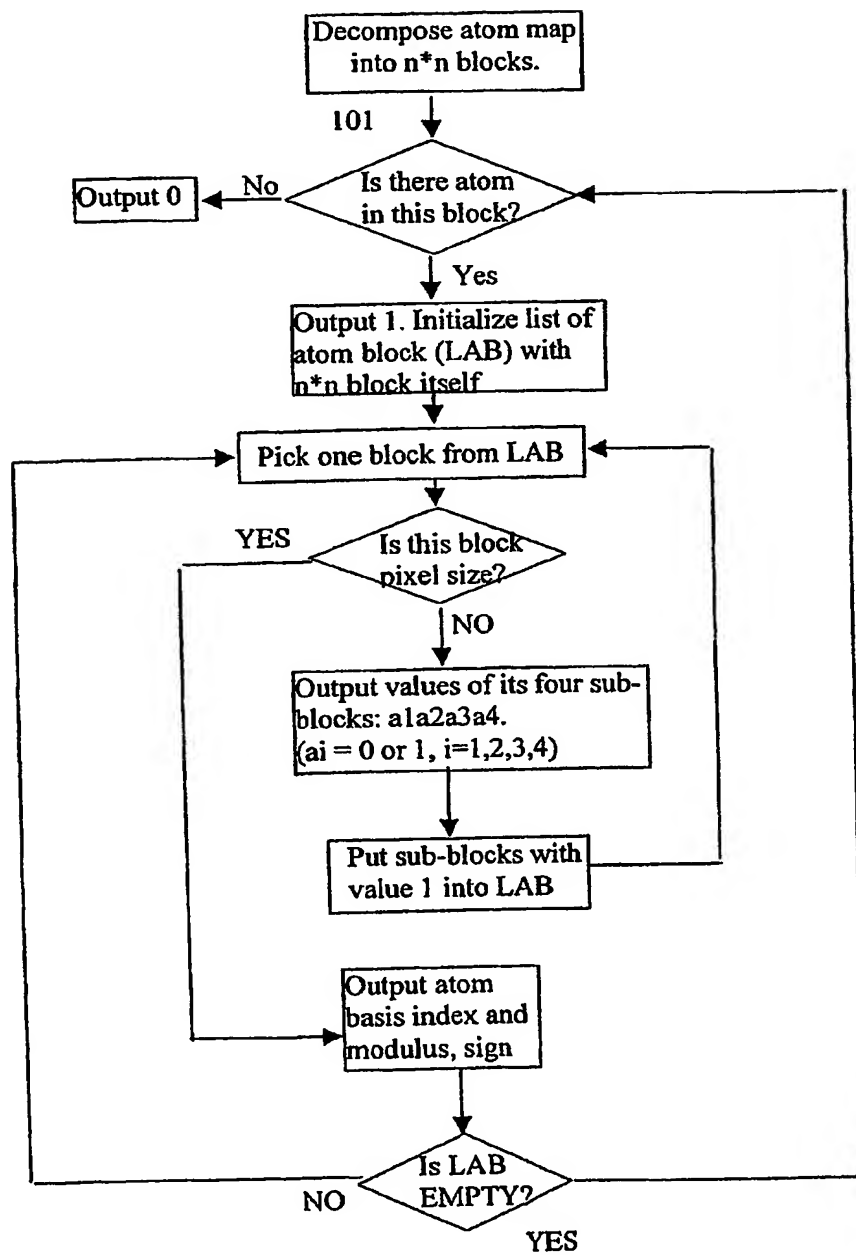 Decompose atom map
into n*n blocks.
101
Is there atom
in this block?
No
Output 0
Yes
Output 1. Initialize list of
atom block (LAB) with
n*n block itself
Pick one block from LAB
YES
Is this block
pixel size?
NO
Output values of its four sub-
blocks: a1a2a3a4.
(ai = 0 or 1, i=1,2,3,4)
Put sub-blocks with
value 1 into LAB
Output atom
basis index and
modulus, sign
Is LAB
EMPTY?
NO
YES